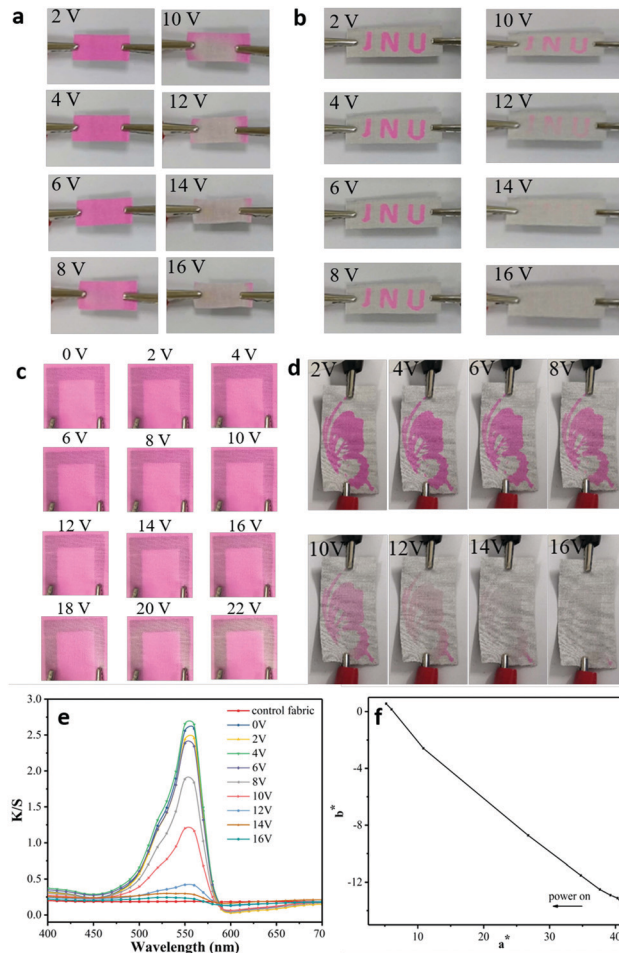 a
2 V
10 V
4 V
12 V
6 V
14 V
8 V
16 V
b
2 V
JNU
10 V
JNU
4 V
JNU
12 V
JNU
6 V
JNU
14 V
8 V
JNU
16 V
c
0 V 2 V 4 V
6 V 8 V 10 V
12 V 14 V 16 V
18 V 20 V 22 V
d
2V 4V 6V 8V
10V 12V 14V 16V
e
3.0
2.5
2.0
1.5
1.0
0.5
0.0
K/S
control fabric
0V
2V
4V
6V
8V
10V
12V
14V
16V
400 450 500 550 600 650 70
Wavelength (nm)
f
0
-4
-8
-12
b*
power on
10 20 30 40
a*